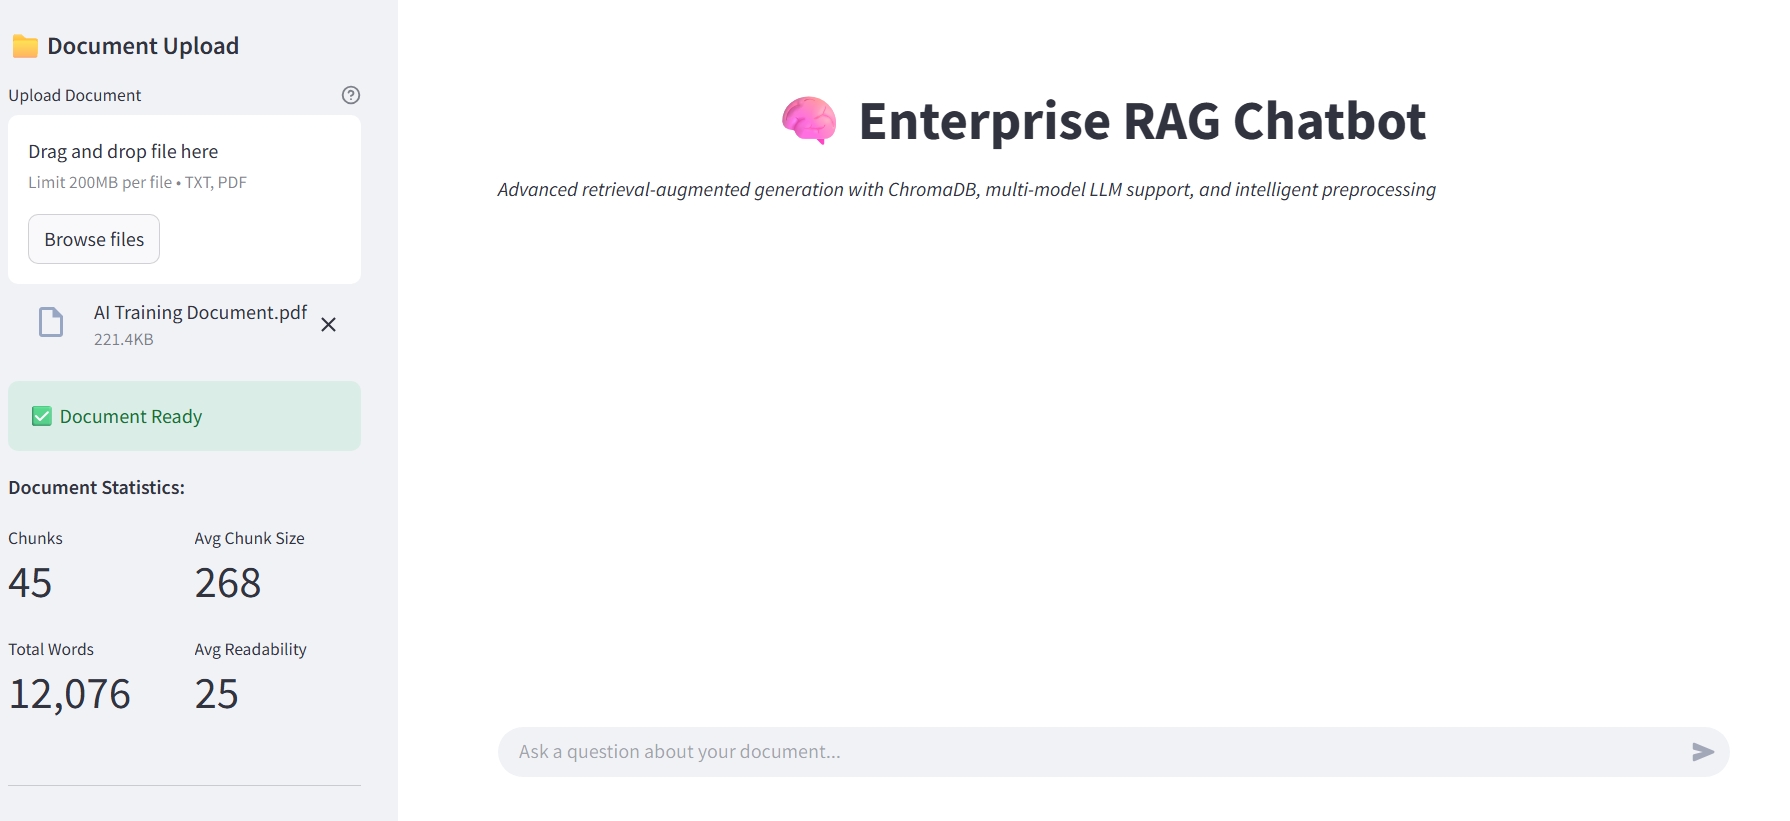 Document Upload
Upload Document
Drag and drop file here
Limit 200MB per file • TXT, PDF
Browse files
AI Training Document.pdf
221.4KB
Document Ready
Document Statistics:
Chunks
45
Avg Chunk Size
268
Total Words
12,076
Avg Readability
25
Enterprise RAG Chatbot
Advanced retrieval-augmented generation with ChromaDB, multi-model LLM support, and intelligent preprocessing
Ask a question about your document...